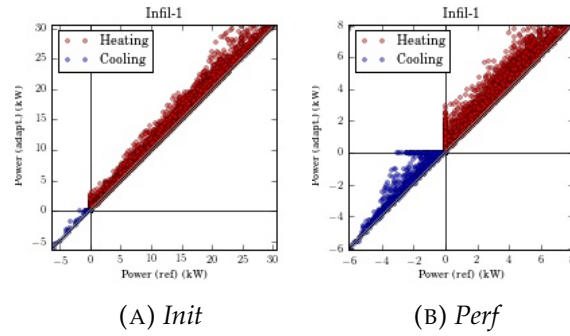 Infil-1
Heating
Cooling
Power (adapt.) (kW)
30
25
20
15
10
5
0
−5
−5 0 5 10 15 20 25 30
Power (ref) (kW)
(A) Init
Infil-1
Heating
Cooling
Power (adapt.) (kW)
8
6
4
2
0
−2
−4
−6
−6 −4 −2 0 2 4 6 8
Power (ref) (kW)
(B) Perf